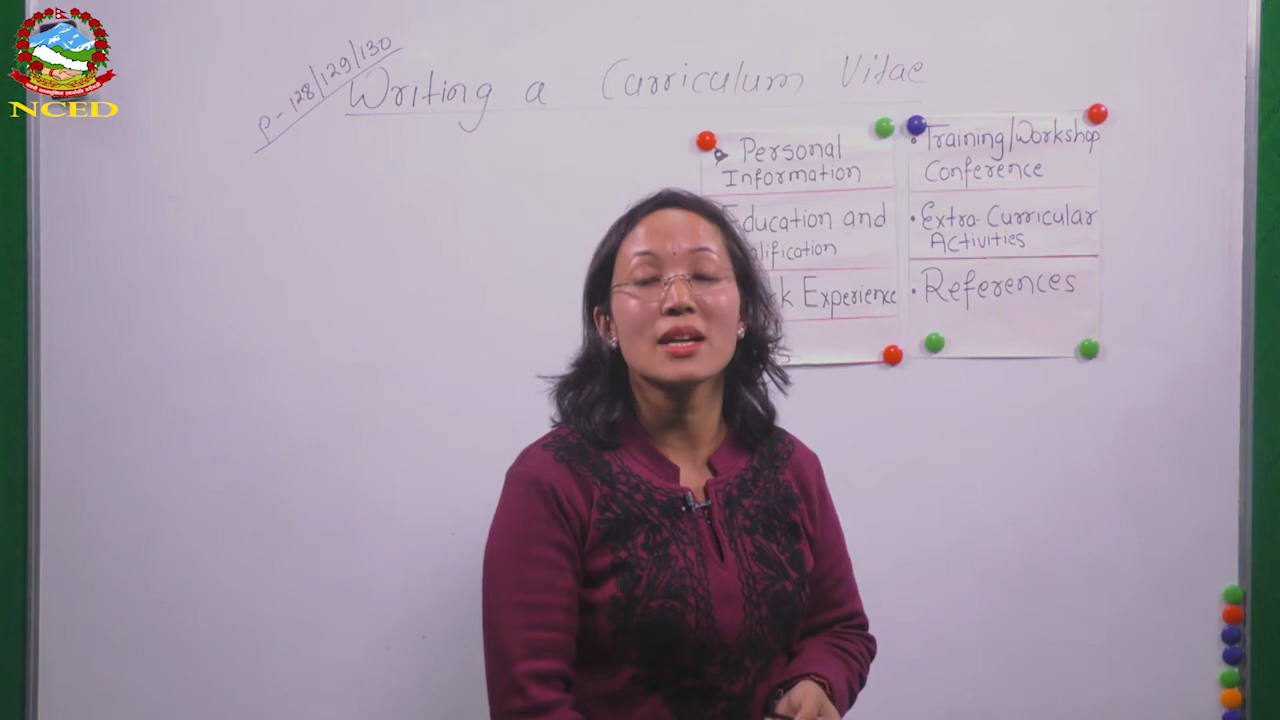 NCED
P-128/129/130
Writing a Curriculum Vitae
Personal
Information
Education and
lification
k Experience
s
• Training/Workshop
Conference
• Extra-Curricular
Activities
• References